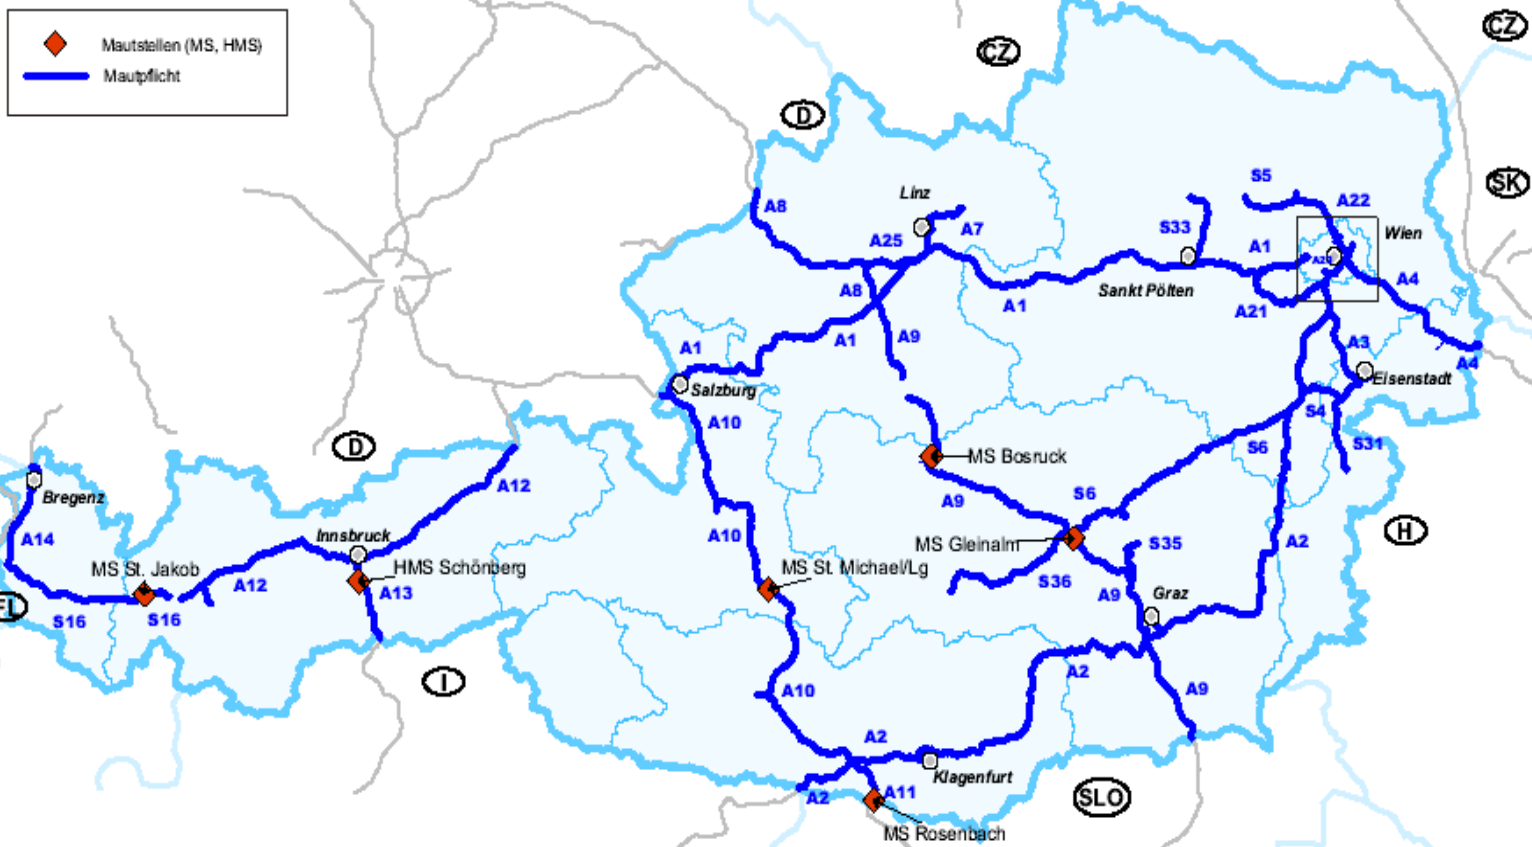 Mautstellen (MS, HMS)
Mautpflicht
CZ
CZ
D
SK
S5
A22
A8
Linz
A7
S33
Wien
A25
A1
A4
A8
A1
Sankt Pölten
A21
A1
A9
A1
A3
A4
Salzburg
Eisenstadt
A10
S4
D
S6
S31
MS Bosruck
A12
Bregenz
A9
S6
A14
Innsbruck
A10
MS Gleinalm
S35
A2
H
MS St. Jakob
HMS Schönberg
MS St. Michael/Lg
A12
A13
S36
A9
Graz
FL
S16
S16
I
A10
A2
A9
A2
Klagenfurt
A2
A11
SLO
MS Rosenbach